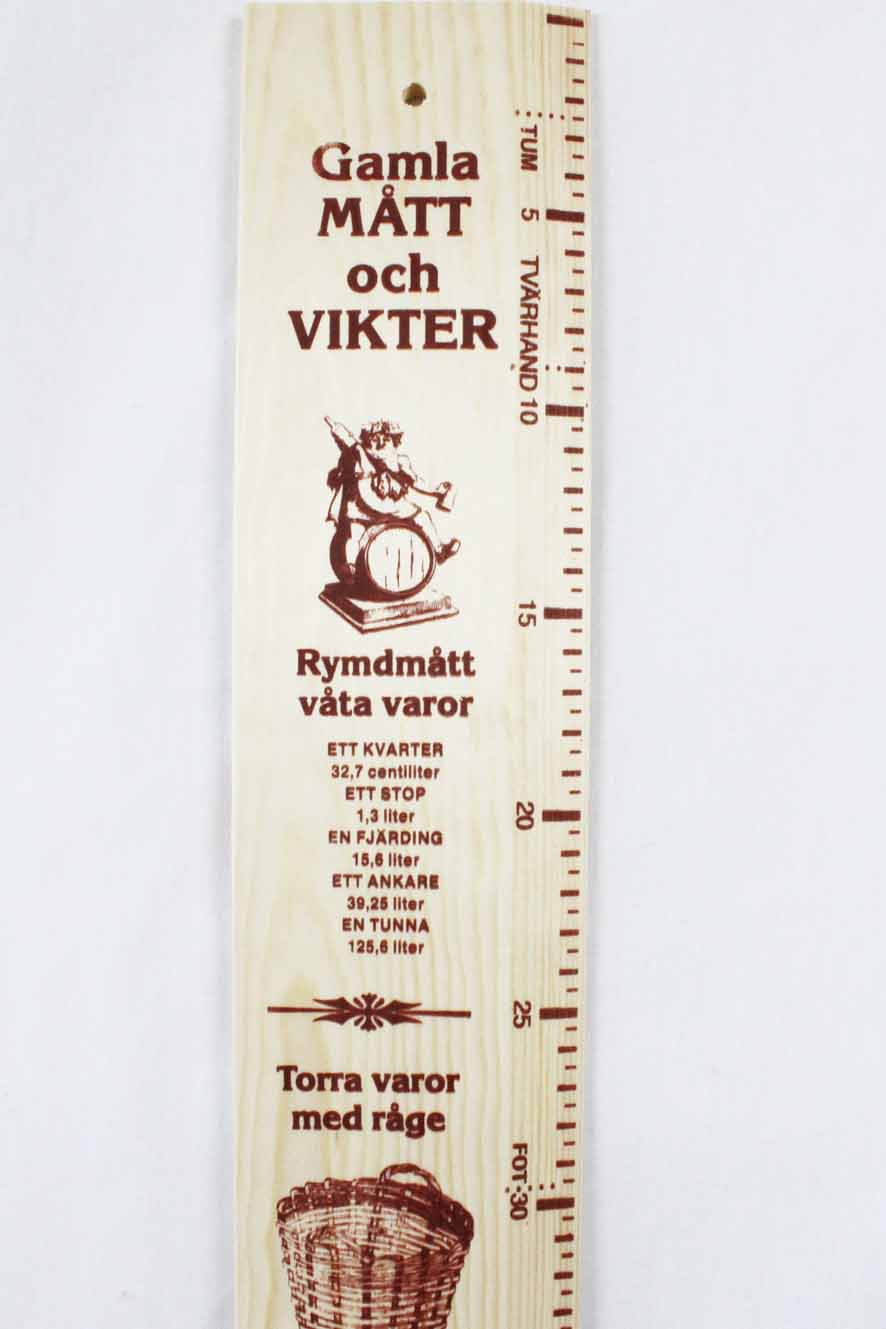 Gamla
MÅTT
och
VIKTER
Rymdmått
våta varor
ETT KVARTER
32,7 centiliter
ETT STOP
1,3 liter
EN FJÄRDING
15,6 liter
ETT ANKARE
39,25 liter
EN TUNNA
125,6 liter
Torra varor
med råge
TUM
5
TVÄRHAND
10
15
20
25
FOT
30